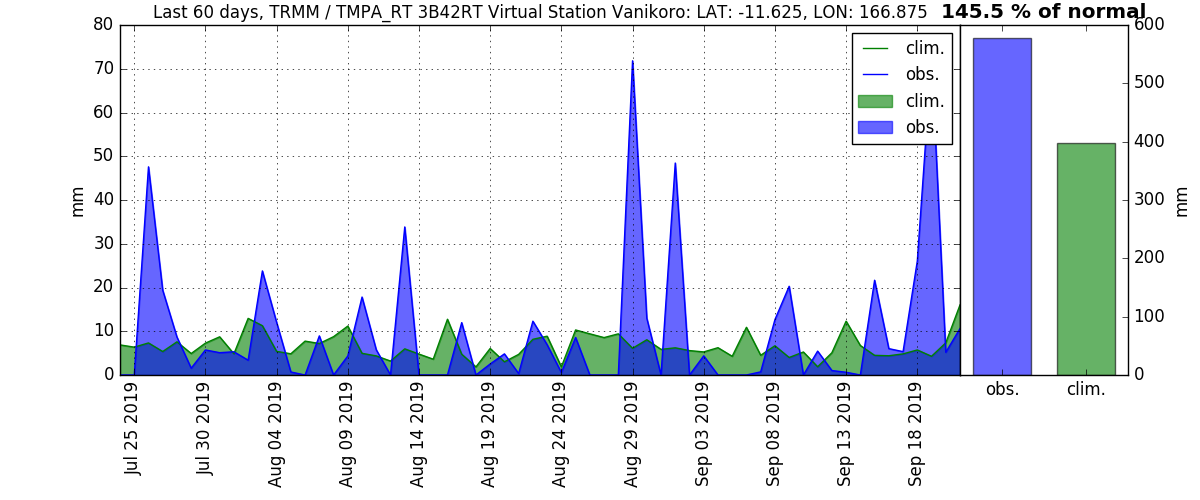 Last 60 days, TRMM / TMPA_RT 3B42RT Virtual Station Vanikoro: LAT: -11.625, LON: 166.875
145.5 % of normal
80
70
60
50
40
30
20
10
0
mm
clim.
obs.
clim.
obs.
Jul 25 2019
Jul 30 2019
Aug 04 2019
Aug 09 2019
Aug 14 2019
Aug 19 2019
Aug 24 2019
Aug 29 2019
Sep 03 2019
Sep 08 2019
Sep 13 2019
Sep 18 2019
600
500
400
300
200
100
0
mm
obs.
clim.